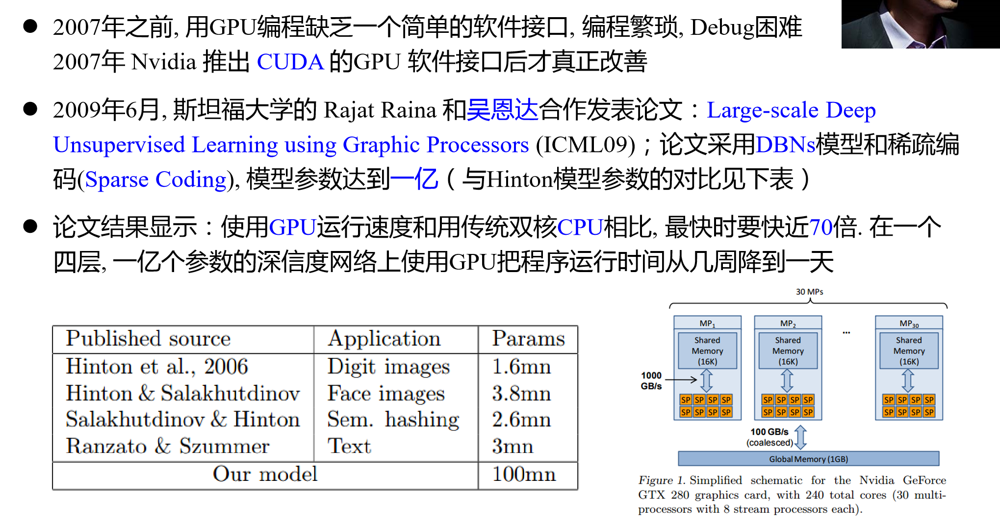 ● 2007年之前, 用GPU编程缺乏一个简单的软件接口, 编程繁琐, Debug困难
2007年 Nvidia 推出 CUDA 的GPU 软件接口后才真正改善
● 2009年6月, 斯坦福大学的 Rajat Raina 和吴恩达合作发表论文：Large-scale Deep
Unsupervised Learning using Graphic Processors (ICML09)；论文采用DBNs模型和稀疏编
码(Sparse Coding), 模型参数达到一亿（与Hinton模型参数的对比见下表）
● 论文结果显示：使用GPU运行速度和用传统双核CPU相比, 最快时要快近70倍. 在一个
四层, 一亿个参数的深信度网络上使用GPU把程序运行时间从几周降到一天
Published source Application Params
Hinton et al., 2006 Digit images 1.6mn
Hinton & Salakhutdinov Face images 3.8mn
Salakhutdinov & Hinton Sem. hashing 2.6mn
Ranzato & Szummer Text 3mn
Our model 100mn
30 MPs
MP1 MP2 ... MP30
Shared Shared Shared
Memory Memory Memory
(16K) (16K) (16K)
1000
GB/s
SP SP SP SP SP SP SP SP SP SP SP SP
SP SP SP SP SP SP SP SP SP SP SP SP
100 GB/s
(coalesced)
Global Memory (1GB)
Figure 1. Simplified schematic for the Nvidia GeForce
GTX 280 graphics card, with 240 total cores (30 multi-
processors with 8 stream processors each).